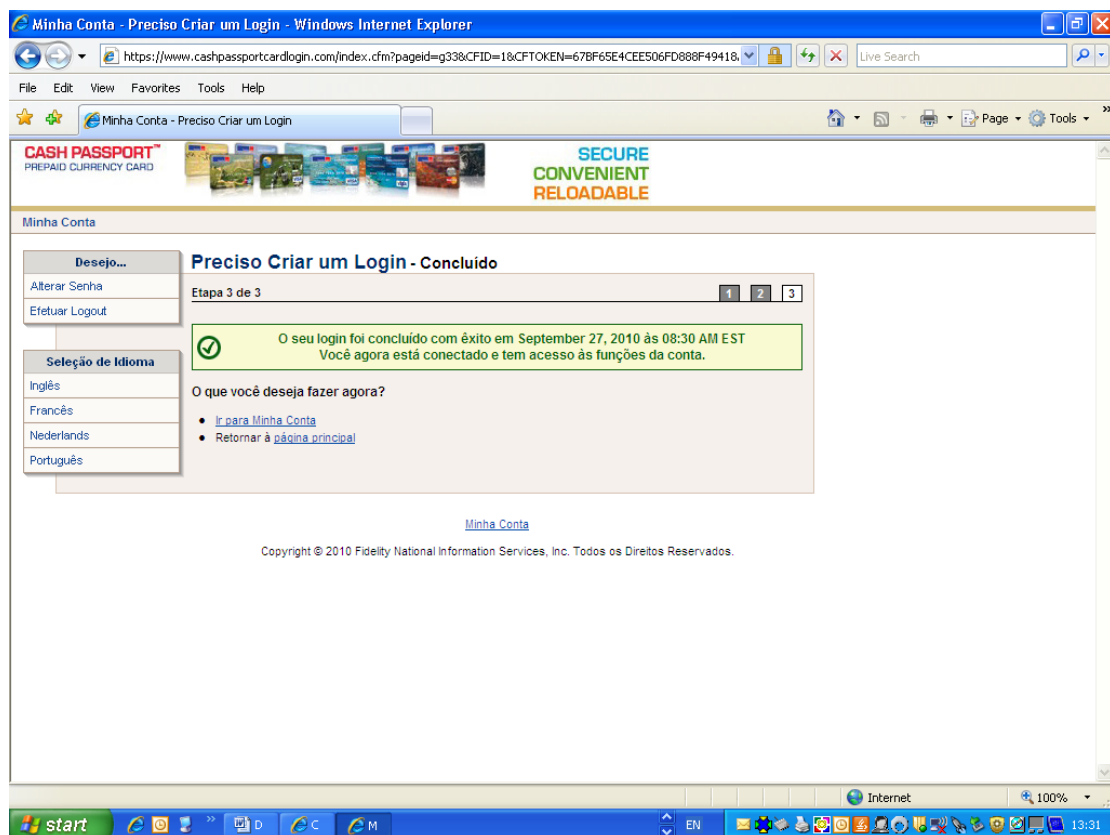 Minha Conta - Preciso Criar um Login - Windows Internet Explorer
https://www.cashpassportcardlogin.com/index.cfm?pageid=g33&CFID=1&CFTOKEN=67BF65E4CEE506FD888F49418.
Live Search
File Edit View Favorites Tools Help
Minha Conta - Preciso Criar um Login
Page Tools
CASH PASSPORT™
PREPAID CURRENCY CARD
SECURE
CONVENIENT
RELOADABLE
Minha Conta
Desejo...
Alterar Senha
Efetuar Logout
Seleção de Idioma
Inglês
Francês
Nederlands
Português
Preciso Criar um Login - Concluído
Etapa 3 de 3
1 2 3
O seu login foi concluído com êxito em September 27, 2010 às 08:30 AM EST
Você agora está conectado e tem acesso às funções da conta.
O que você deseja fazer agora?
• Ir para Minha Conta
• Retornar à página principal
Minha Conta
Copyright © 2010 Fidelity National Information Services, Inc. Todos os Direitos Reservados.
Internet
100%
start
D
C
M
EN
13:31